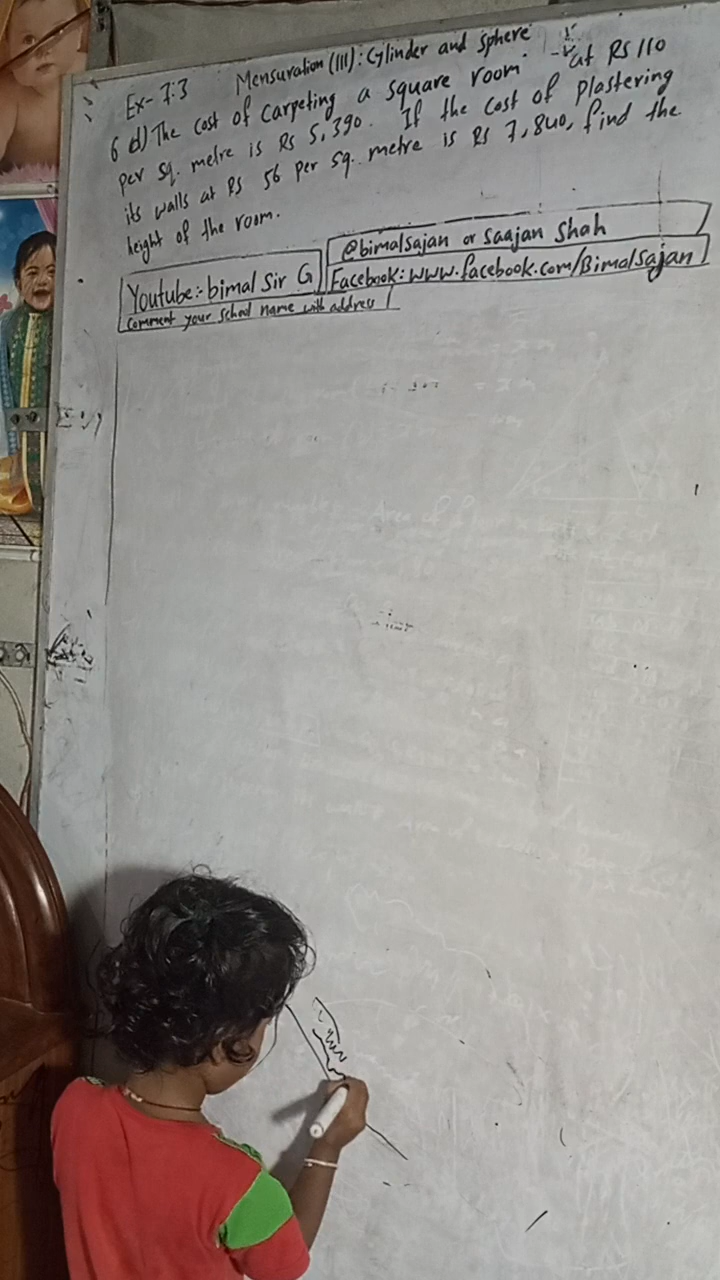 Ex- 7.3 Mensuration (III): Cylinder and sphere
6 d) The cost of carpeting a square room at RS 110
per sq. metre is Rs 5,390. If the cost of plastering
its walls at Rs 56 per sq. metre is Rs 7,840, find the
height of the room.
@bimalsajan or Saajan Shah
Youtube:- bimal Sir G
Facebook: www.facebook.com/Bimalsajan
comment your school name with address